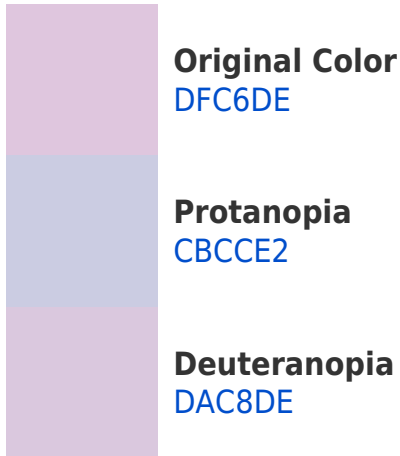 Original Color
DFC6DE
Protanopia
CBCCE2
Deuteranopia
DAC8DE